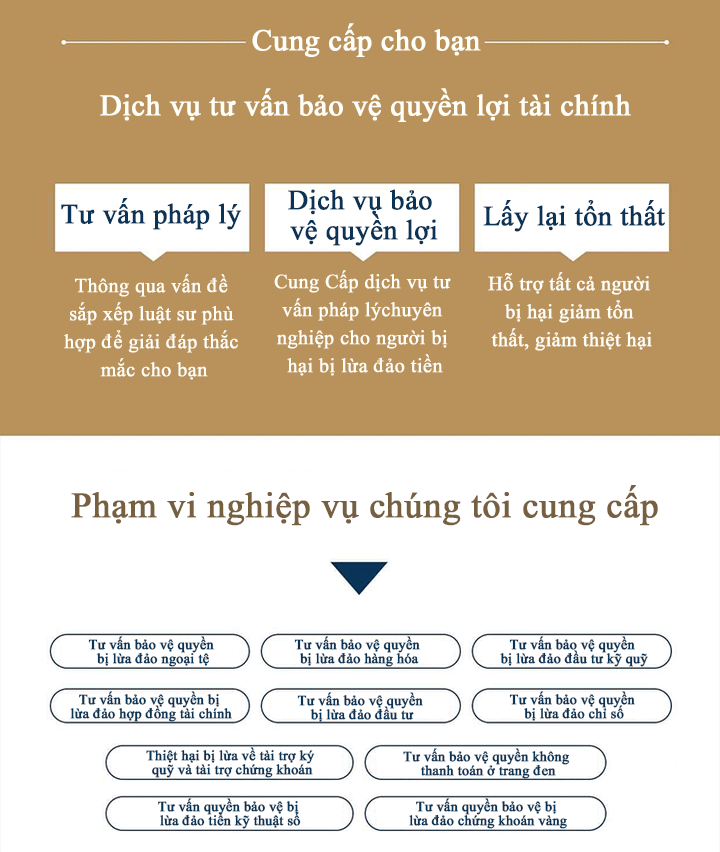 Cung cấp cho bạn
Dịch vụ tư vấn bảo vệ quyền lợi tài chính
Tư vấn pháp lý
Dịch vụ bảo
vệ quyền lợi
Lấy lại tổn thất
Thông qua vấn đề
sắp xếp luật sư phù
hợp để giải đáp thắc
mắc cho bạn
Cung Cấp dịch vụ tư
vấn pháp lýchuyên
nghiệp cho người bị
hại bị lừa đảo tiền
Hỗ trợ tất cả người
bị hại giảm tổn
thất, giảm thiệt hại
Phạm vi nghiệp vụ chúng tôi cung cấp
Tư vấn bảo vệ quyền
bị lừa đảo ngoại tệ
Tư vấn bảo vệ quyền
bị lừa đảo hàng hóa
Tư vấn bảo vệ quyền
bị lừa đảo đầu tư kỹ quỹ
Tư vấn bảo vệ quyền bị
lừa đảo hợp đồng tài chính
Tư vấn bảo vệ quyền
bị lừa đảo đầu tư
Tư vấn bảo vệ quyền
bị lừa đảo chỉ số
Thiệt hại bị lừa về tài trợ ký
quỹ và tài trợ chứng khoán
Tư vấn bảo vệ quyền không
thanh toán ở trang đen
Tư vấn quyền bảo vệ bị
lừa đảo tiền kỹ thuật số
Tư vấn quyền bảo vệ bị
lừa đảo chứng khoán vàng